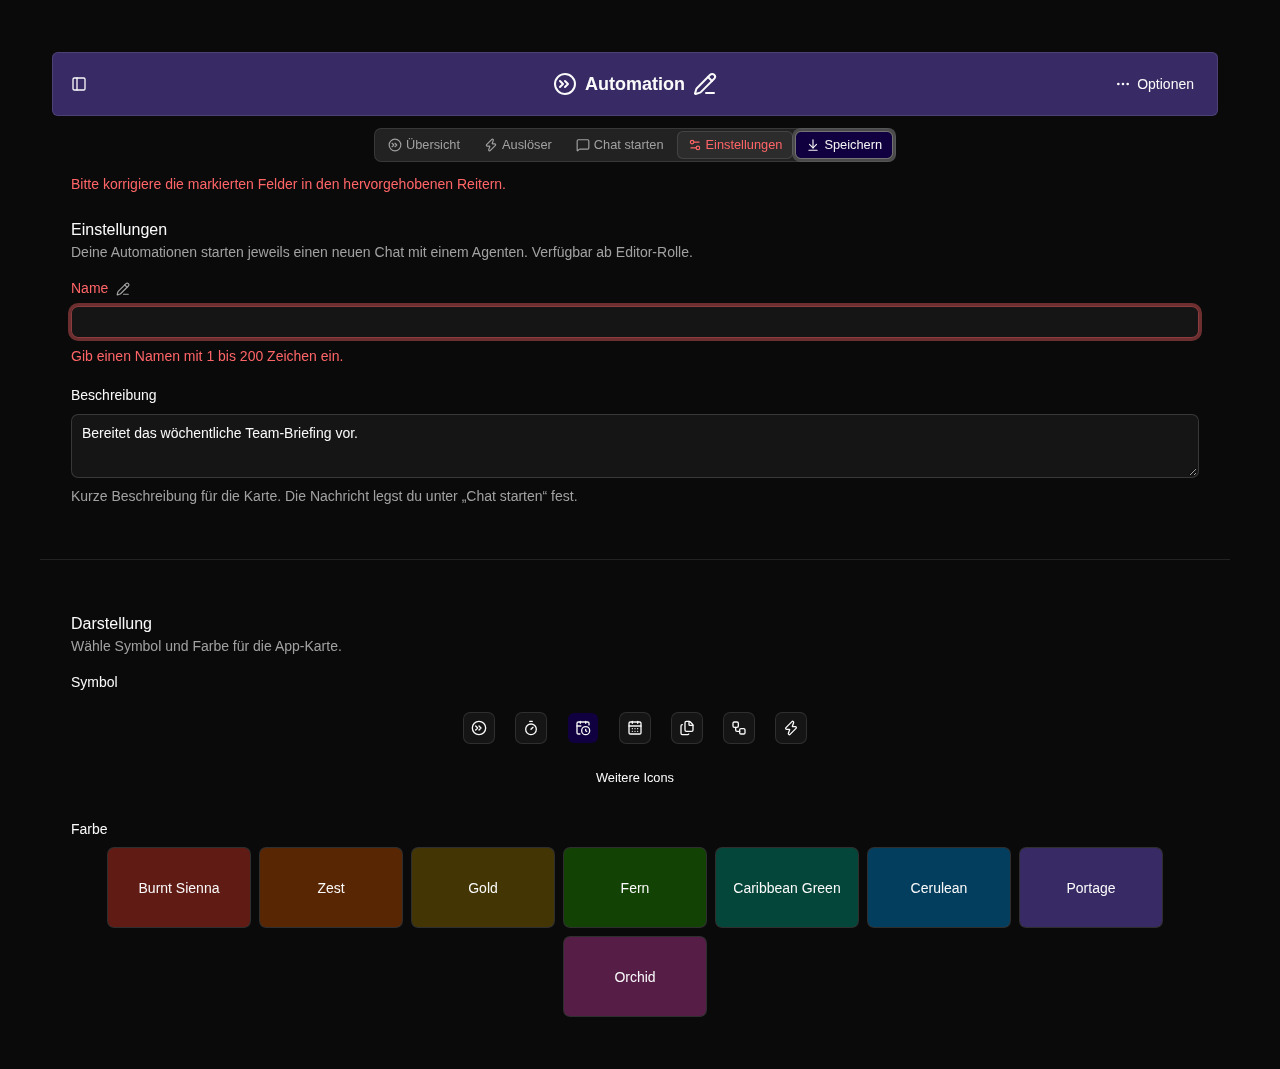 Automation
Optionen
Übersicht
Auslöser
Chat starten
Einstellungen
Speichern
Bitte korrigiere die markierten Felder in den hervorgehobenen Reitern.
Einstellungen
Deine Automationen starten jeweils einen neuen Chat mit einem Agenten. Verfügbar ab Editor-Rolle.
Name
Gib einen Namen mit 1 bis 200 Zeichen ein.
Beschreibung
Bereitet das wöchentliche Team-Briefing vor.
Kurze Beschreibung für die Karte. Die Nachricht legst du unter „Chat starten“ fest.
Darstellung
Wähle Symbol und Farbe für die App-Karte.
Symbol
Weitere Icons
Farbe
Burnt Sienna
Zest
Gold
Fern
Caribbean Green
Cerulean
Portage
Orchid